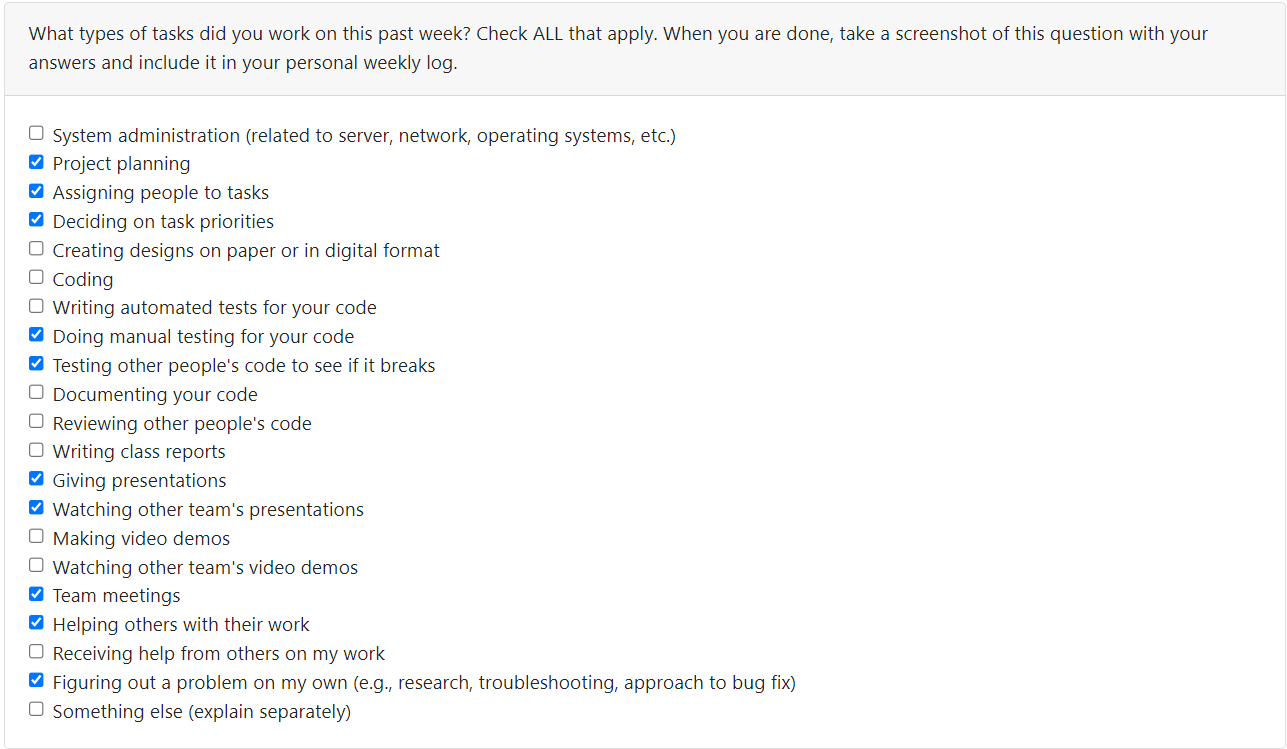 What types of tasks did you work on this past week? Check ALL that apply. When you are done, take a screenshot of this question with your
answers and include it in your personal weekly log.
System administration (related to server, network, operating systems, etc.)
Project planning
Assigning people to tasks
Deciding on task priorities
Creating designs on paper or in digital format
Coding
Writing automated tests for your code
Doing manual testing for your code
Testing other people's code to see if it breaks
Documenting your code
Reviewing other people's code
Writing class reports
Giving presentations
Watching other team's presentations
Making video demos
Watching other team's video demos
Team meetings
Helping others with their work
Receiving help from others on my work
Figuring out a problem on my own (e.g., research, troubleshooting, approach to bug fix)
Something else (explain separately)